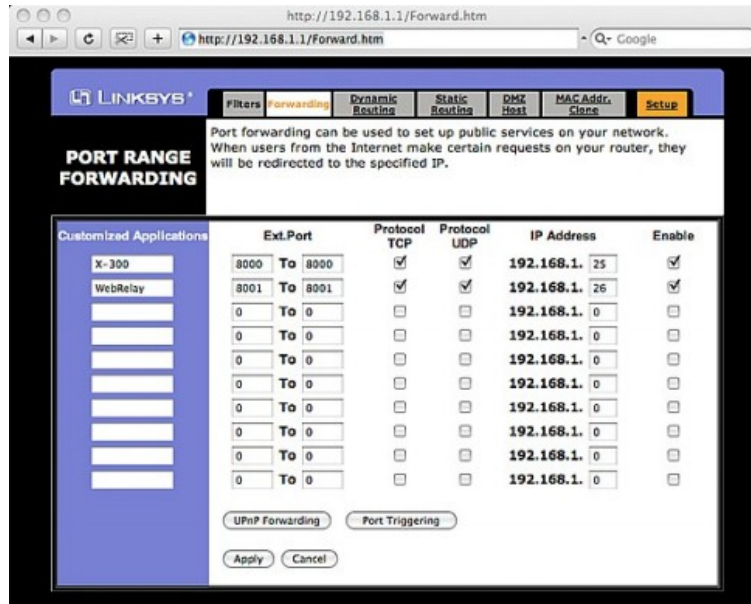 http://192.168.1.1/Forward.htm
http://192.168.1.1/Forward.htm
Google
LINKSYS®
Filters Forwarding Dynamic Routing Static Routing DMZ Host MAC Addr. Clone Setup
PORT RANGE FORWARDING
Port forwarding can be used to set up public services on your network.
When users from the Internet make certain requests on your router, they
will be redirected to the specified IP.
Customized Applications Ext.Port Protocol TCP Protocol UDP IP Address Enable
X-300 8000 To 8000 192.168.1. 25
WebRelay 8001 To 8001 192.168.1. 26
0 To 0 192.168.1. 0
0 To 0 192.168.1. 0
0 To 0 192.168.1. 0
0 To 0 192.168.1. 0
0 To 0 192.168.1. 0
0 To 0 192.168.1. 0
0 To 0 192.168.1. 0
0 To 0 192.168.1. 0
UPnP Forwarding Port Triggering
Apply Cancel